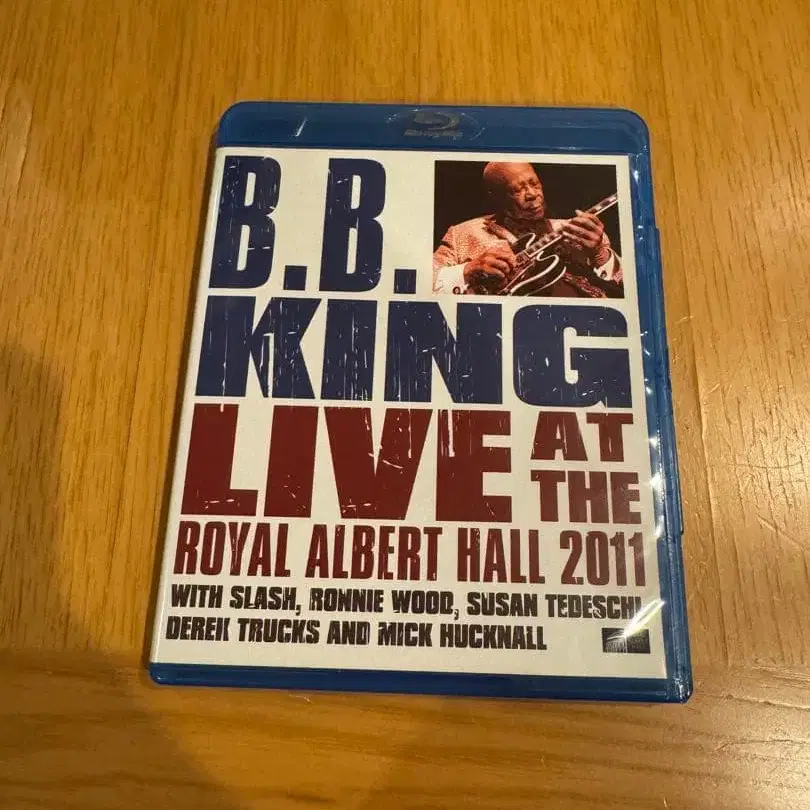 B.B.
KING
LIVE AT THE
ROYAL ALBERT HALL 2011
WITH SLASH, RONNIE WOOD, SUSAN TEDESCHI,
DEREK TRUCKS AND MICK HUCKNALL